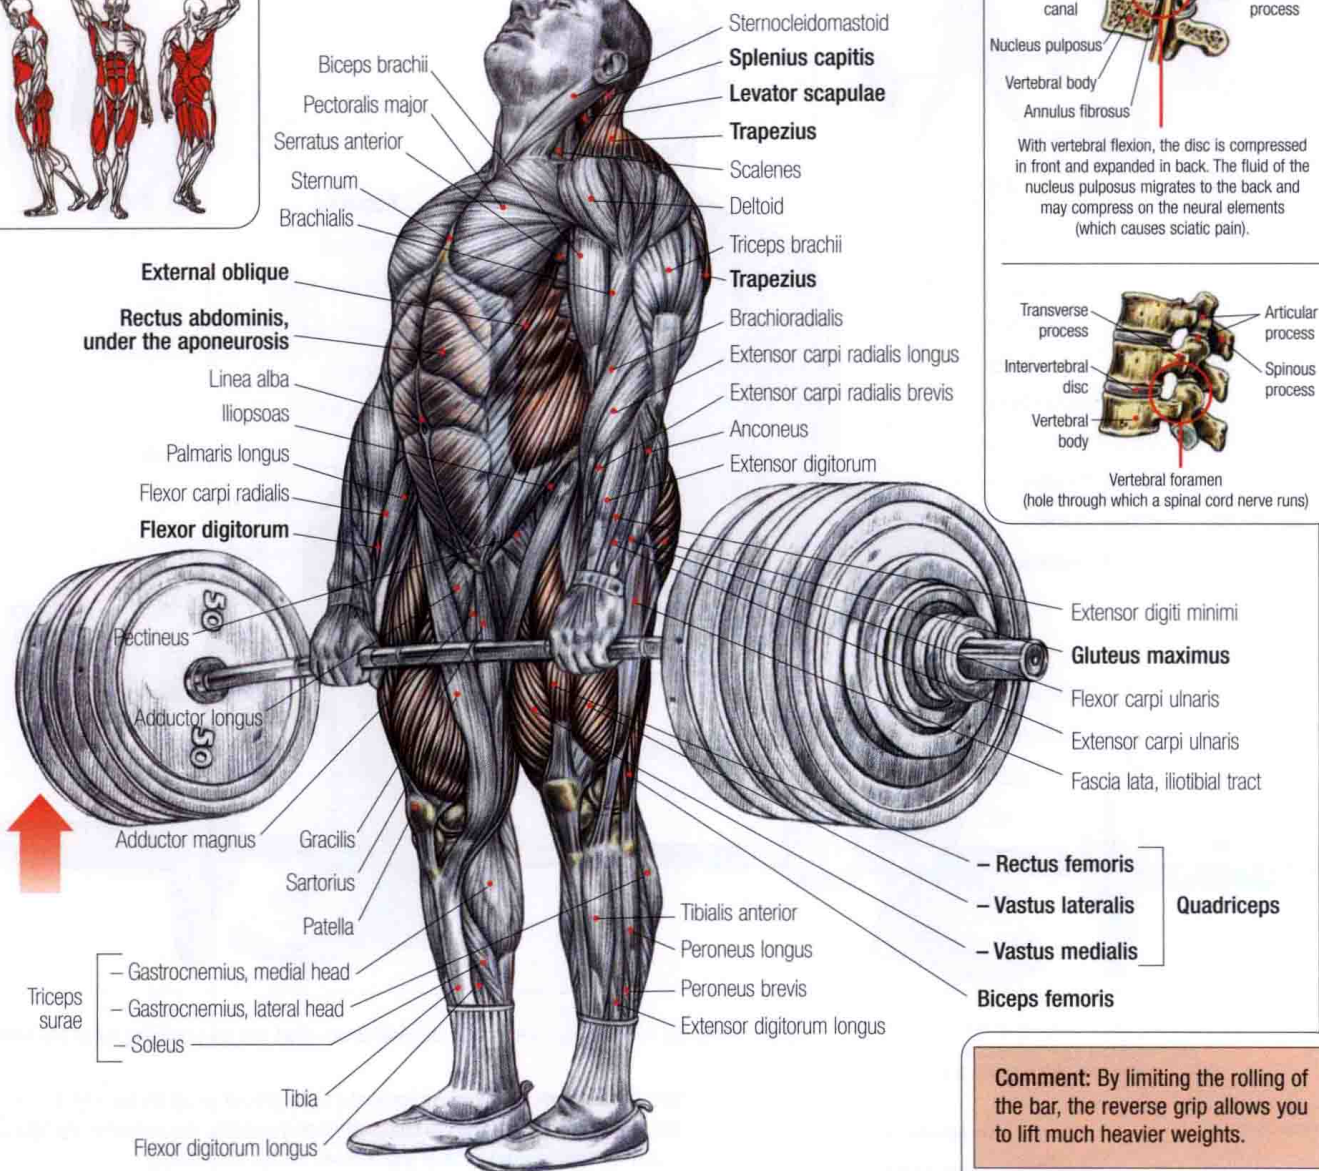 Biceps brachii
Pectoralis major
Serratus anterior
Sternum
Brachialis
External oblique
Rectus abdominis,
under the aponeurosis
Linea alba
Iliopsoas
Palmaris longus
Flexor carpi radialis
Flexor digitorum
50
Pectineus
Adductor longus
50
Adductor magnus
Gracilis
Sartorius
Patella
Triceps
surae
– Gastrocnemius, medial head
– Gastrocnemius, lateral head
– Soleus
Tibia
Flexor digitorum longus
Sternocleidomastoid
Splenius capitis
Levator scapulae
Trapezius
Scalenes
Deltoid
Triceps brachii
Trapezius
Brachioradialis
Extensor carpi radialis longus
Extensor carpi radialis brevis
Anconeus
Extensor digitorum
Extensor digiti minimi
Gluteus maximus
Flexor carpi ulnaris
Extensor carpi ulnaris
Fascia lata, iliotibial tract
– Rectus femoris
– Vastus lateralis
– Vastus medialis
Quadriceps
Biceps femoris
Tibialis anterior
Peroneus longus
Peroneus brevis
Extensor digitorum longus
canal
process
Nucleus pulposus
Vertebral body
Annulus fibrosus
With vertebral flexion, the disc is compressed
in front and expanded in back. The fluid of the
nucleus pulposus migrates to the back and
may compress on the neural elements
(which causes sciatic pain).
Transverse
process
Intervertebral
disc
Vertebral
body
Articular
process
Spinous
process
Vertebral foramen
(hole through which a spinal cord nerve runs)
Comment: By limiting the rolling of
the bar, the reverse grip allows you
to lift much heavier weights.